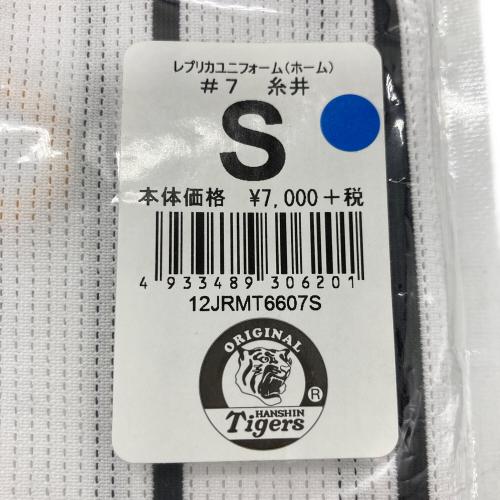 レプリカユニフォーム(ホーム)
#7 糸井
S
本体価格 ¥7,000+税
4 933489 306201
12JRMT6607S
ORIGINAL
HANSHIN
Tigers
®